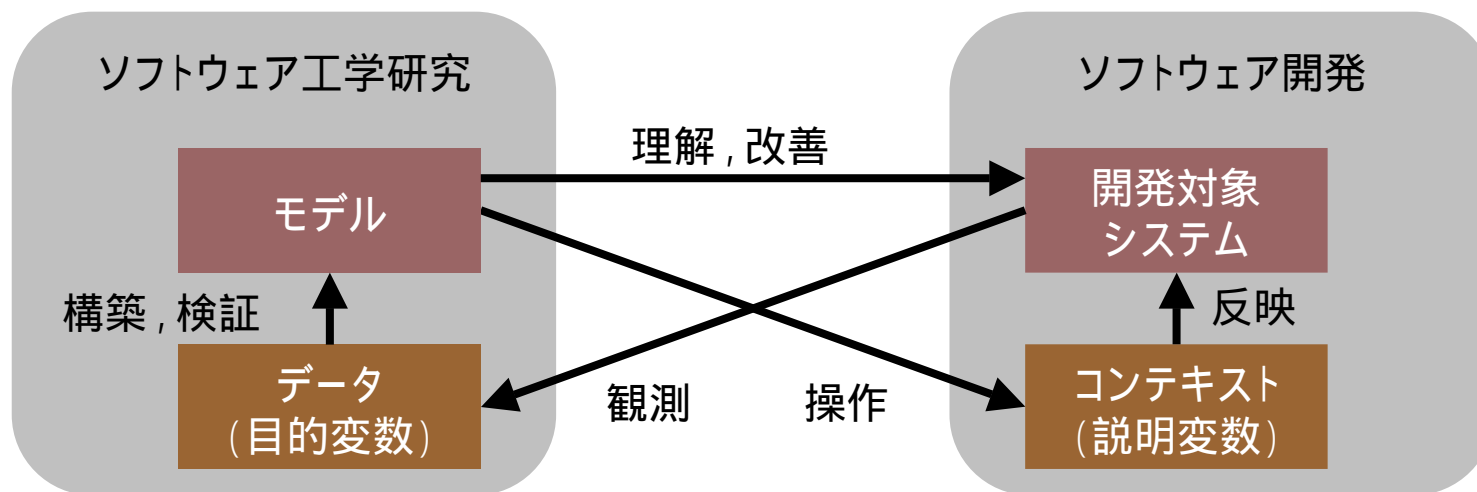 ソフトウェア工学研究
ソフトウェア開発
理解 , 改善
モデル
開発対象
システム
構築 , 検証
反映
データ
(目的変数)
観測
操作
コンテキスト
(説明変数)